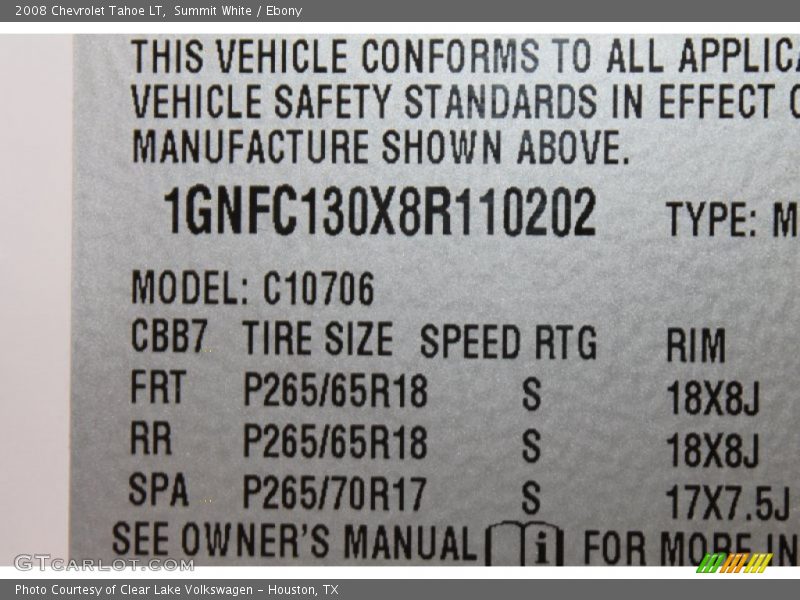 2008 Chevrolet Tahoe LT, Summit White / Ebony
THIS VEHICLE CONFORMS TO ALL
VEHICLE SAFETY STANDARDS IN EFFECT
MANUFACTURE SHOWN ABOVE.
1GNFC130X8R110202 TYPE: M
MODEL: C10706
CBB7 TIRE SIZE SPEED RTG RIM
FRT P265/65R18 S 18X8J
RR P265/65R18 S 18X8J
SPA P265/70R17 S 17X7.5J
SEE OWNER'S MANUAL i FOR MORE IN
GTCARLOT.COM
Photo Courtesy of Clear Lake Volkswagen - Houston, TX